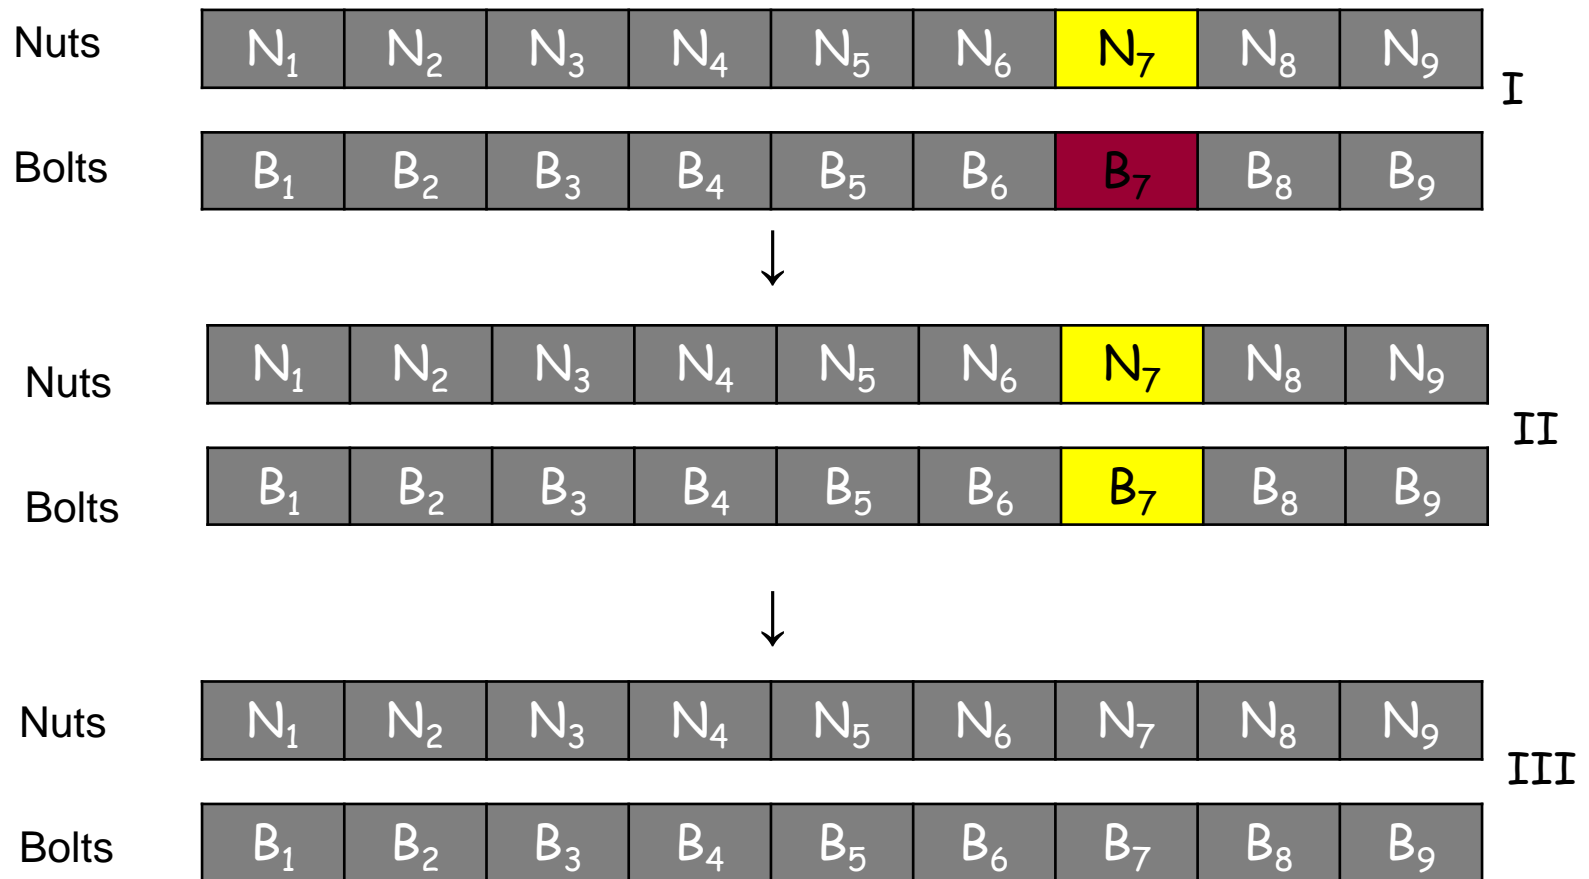 Nuts N₁ N₂ N₃ N₄ N₅ N₆ N₇ N₈ N₉
I
Bolts B₁ B₂ B₃ B₄ B₅ B₆ B₇ B₈ B₉
↓
Nuts N₁ N₂ N₃ N₄ N₅ N₆ N₇ N₈ N₉
II
Bolts B₁ B₂ B₃ B₄ B₅ B₆ B₇ B₈ B₉
↓
Nuts N₁ N₂ N₃ N₄ N₅ N₆ N₇ N₈ N₉
III
Bolts B₁ B₂ B₃ B₄ B₅ B₆ B₇ B₈ B₉